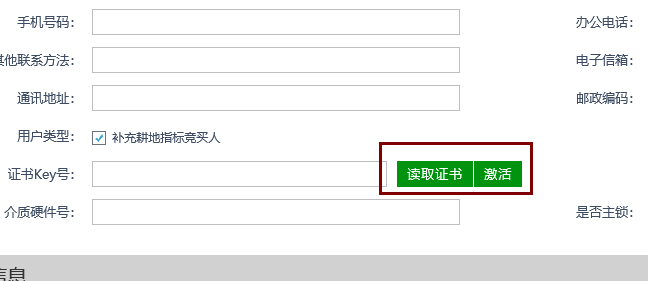 手机号码： 办公电话：
其他联系方法： 电子信箱：
通讯地址： 邮政编码：
用户类型： 补充耕地指标竞买人
证书Key号： 读取证书 激活
介质硬件号： 是否主锁：
信息